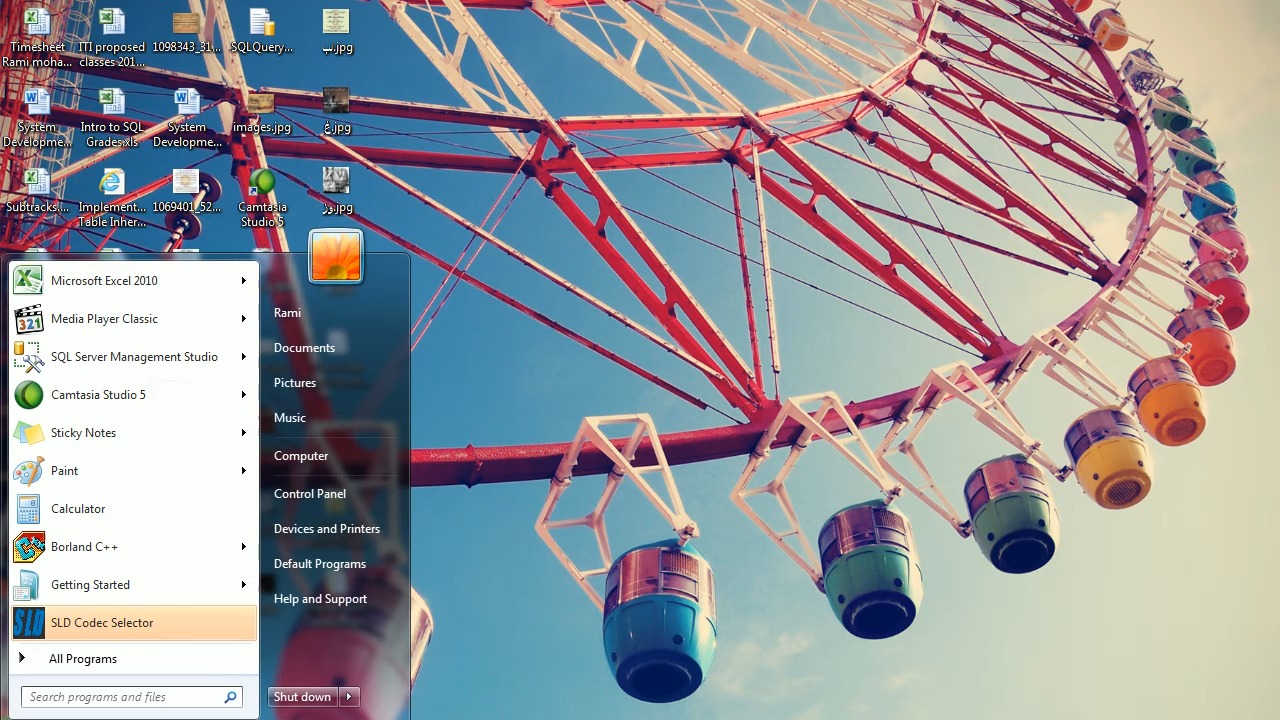 Timesheet
Rami moha...
ITI proposed
classes 201...
1098343_31...
SQLQuery...
لب.jpg
System
Developme...
Intro to SQL
Grades.xls
System
Developme...
images.jpg
غ.jpg
Subtracks....
Implement...
Table Inher...
1069401_52...
Camtasia
Studio 5
Microsoft Excel 2010
Media Player Classic
321
SQL Server Management Studio
Camtasia Studio 5
Sticky Notes
Paint
Calculator
Borland C++
Getting Started
SLD
SLD Codec Selector
All Programs
Search programs and files
Rami
Documents
Pictures
Music
Computer
Control Panel
Devices and Printers
Default Programs
Help and Support
Shut down